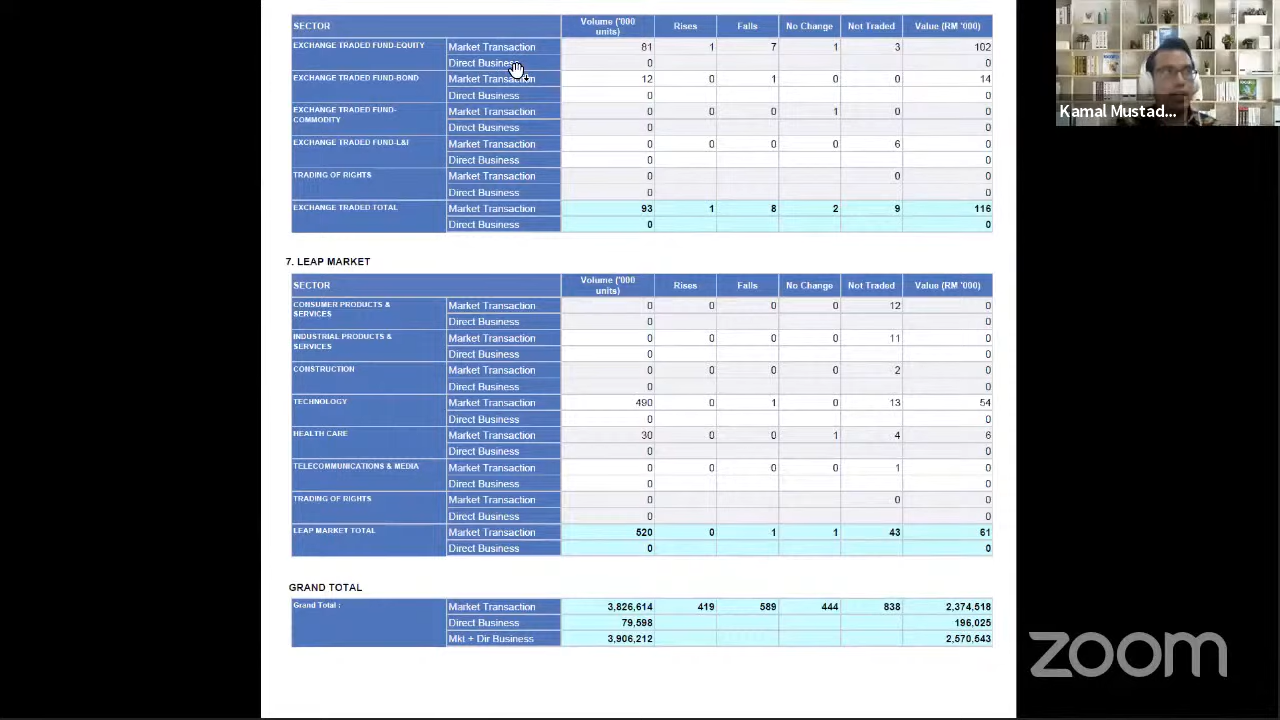 SECTOR Volume ('000 units) Rises Falls No Change Not Traded Value (RM '000)
EXCHANGE TRADED FUND-EQUITY Market Transaction 81 1 7 1 3 102
Direct Business 0 0
EXCHANGE TRADED FUND-BOND Market Transaction 12 0 1 0 0 14
Direct Business 0 0
EXCHANGE TRADED FUND-COMMODITY Market Transaction 0 0 0 1 0 0
Direct Business 0 0
EXCHANGE TRADED FUND-L&I Market Transaction 0 0 0 0 6 0
Direct Business 0 0
TRADING OF RIGHTS Market Transaction 0 0 0
Direct Business 0 0
EXCHANGE TRADED TOTAL Market Transaction 93 1 8 2 9 116
Direct Business 0 0
7. LEAP MARKET
SECTOR Volume ('000 units) Rises Falls No Change Not Traded Value (RM '000)
CONSUMER PRODUCTS & SERVICES Market Transaction 0 0 0 0 12 0
Direct Business 0 0
INDUSTRIAL PRODUCTS & SERVICES Market Transaction 0 0 0 0 11 0
Direct Business 0 0
CONSTRUCTION Market Transaction 0 0 0 0 2 0
Direct Business 0 0
TECHNOLOGY Market Transaction 490 0 1 0 13 54
Direct Business 0 0
HEALTH CARE Market Transaction 30 0 0 1 4 6
Direct Business 0 0
TELECOMMUNICATIONS & MEDIA Market Transaction 0 0 0 0 1 0
Direct Business 0 0
TRADING OF RIGHTS Market Transaction 0 0 0
Direct Business 0 0
LEAP MARKET TOTAL Market Transaction 520 0 1 1 43 61
Direct Business 0 0
GRAND TOTAL
Grand Total : Market Transaction 3,826,614 419 589 444 838 2,374,518
Direct Business 79,598 196,025
Mkt + Dir Business 3,906,212 2,570,543
Kamal Mustad...
zoom